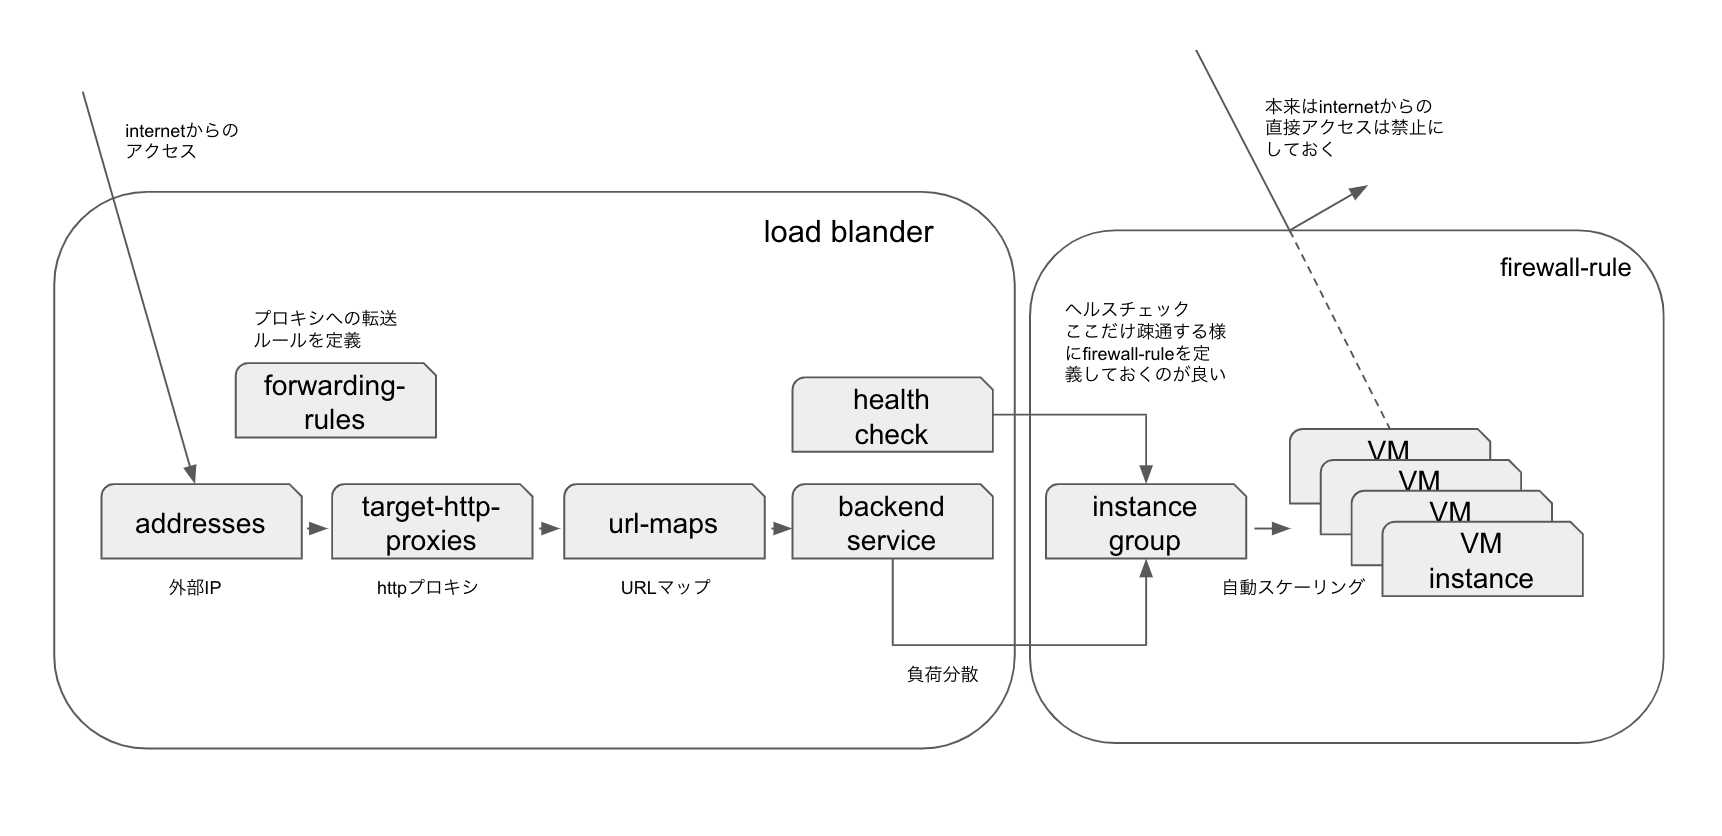 internetからの
アクセス
本来はinternetからの
直接アクセスは禁止に
しておく
load blander
firewall-rule
プロキシへの転送
ルールを定義
forwarding-
rules
health
check
ヘルスチェック
ここだけ疎通する様
にfirewall-ruleを定
義しておくのが良い
addresses
外部IP
target-http-
proxies
httpプロキシ
url-maps
URLマップ
backend
service
負荷分散
instance
group
自動スケーリング
VM
VM
VM
VM
instance